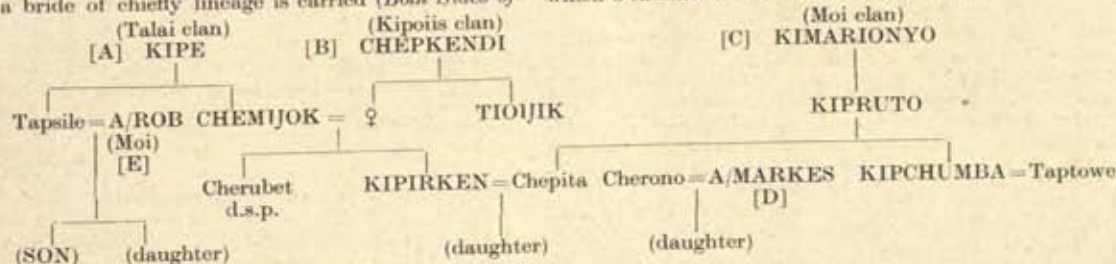 a bride of chiefly lineage is carried
(Talai clan) (Kipoiis clan) (Moi clan)
[A] KIPE [B] CHEPKENDI [C] KIMARIONYO
Tapsile=A/ROB CHEMIJOK = ♀ TIOIJIK KIPRUTO
(Moi)
[E]
Cherubet KIPIRKEN=Chepita Cherono=A/MARKES KIPCHUMBA=Taptowe
d.s.p. [D]
(SON) (daughter) (daughter) (daughter)